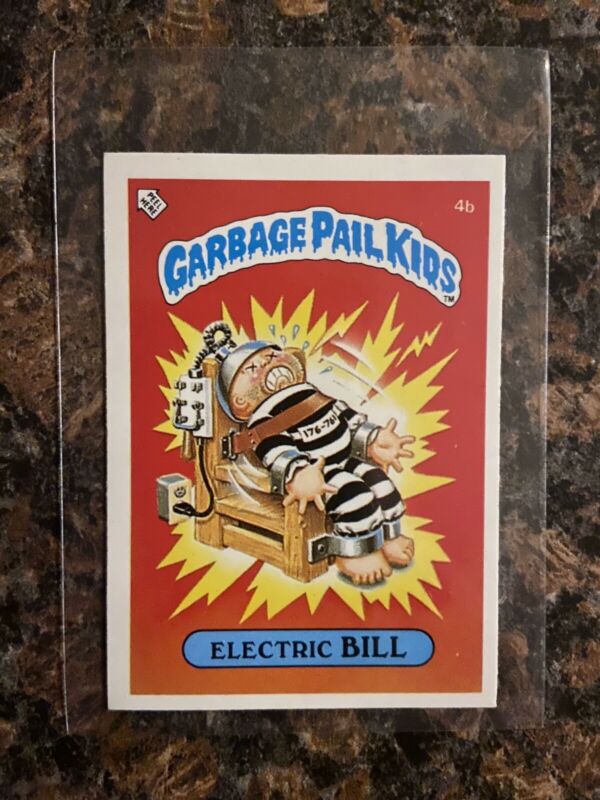 PEEL
HERE
4b
GARBAGE PAIL KIDS
TM
176-761
ELECTRIC BILL